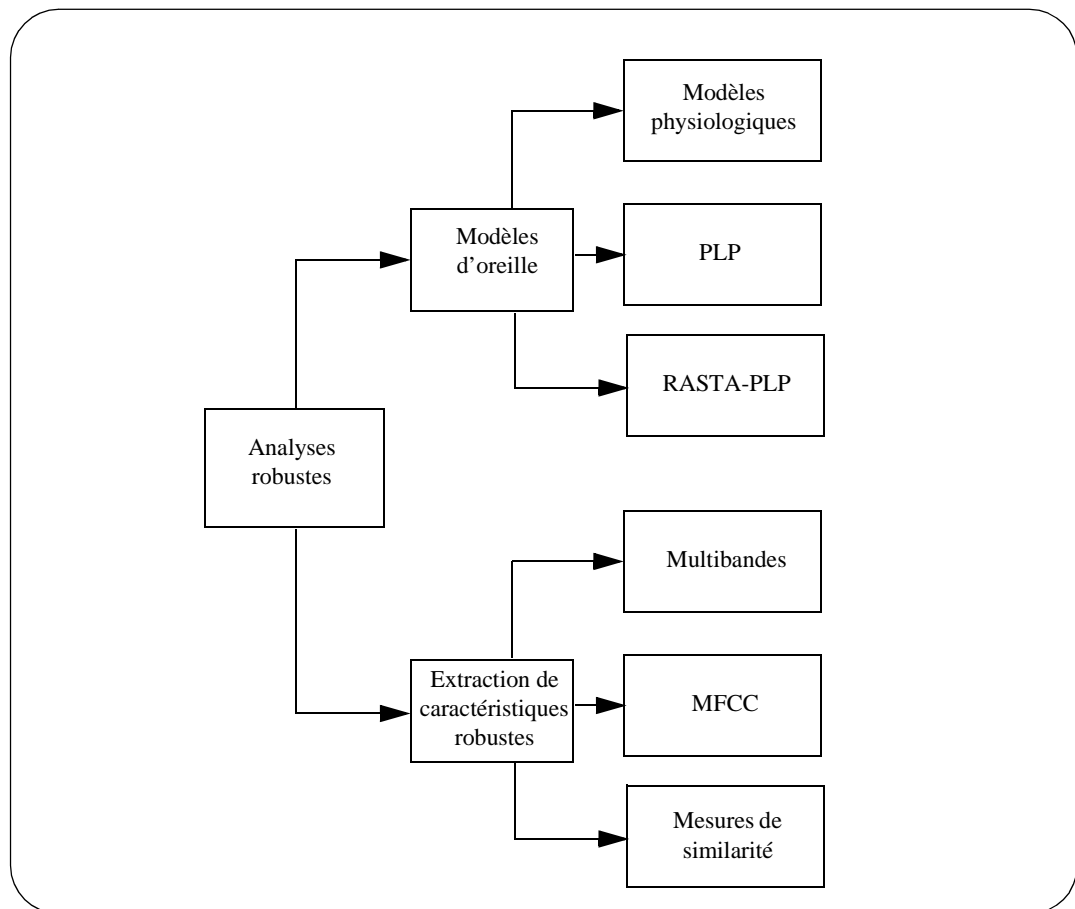 Modèles
physiologiques
Modèles
d’oreille
PLP
RASTA-PLP
Analyses
robustes
Multibandes
Extraction de
caractéristiques
robustes
MFCC
Mesures de
similarité